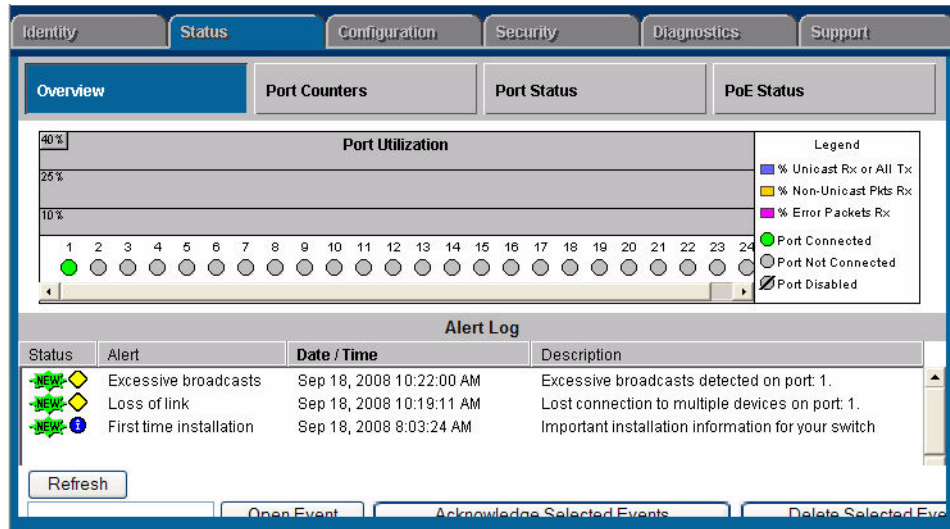 Identity Status Configuration Security Diagnostics Support
Overview Port Counters Port Status PoE Status
40% Port Utilization Legend
25% % Unicast Rx or All Tx
% Non-Unicast Pkts Rx
10% % Error Packets Rx
1 2 3 4 5 6 7 8 9 10 11 12 13 14 15 16 17 18 19 20 21 22 23 24 Port Connected
Port Not Connected
Port Disabled
Alert Log
Status Alert Date / Time Description
NEW! Excessive broadcasts Sep 18, 2008 10:22:00 AM Excessive broadcasts detected on port: 1.
NEW! Loss of link Sep 18, 2008 10:19:11 AM Lost connection to multiple devices on port: 1.
NEW! First time installation Sep 18, 2008 8:03:24 AM Important installation information for your switch
Refresh
Open Event Acknowledge Selected Events Delete Selected Eve